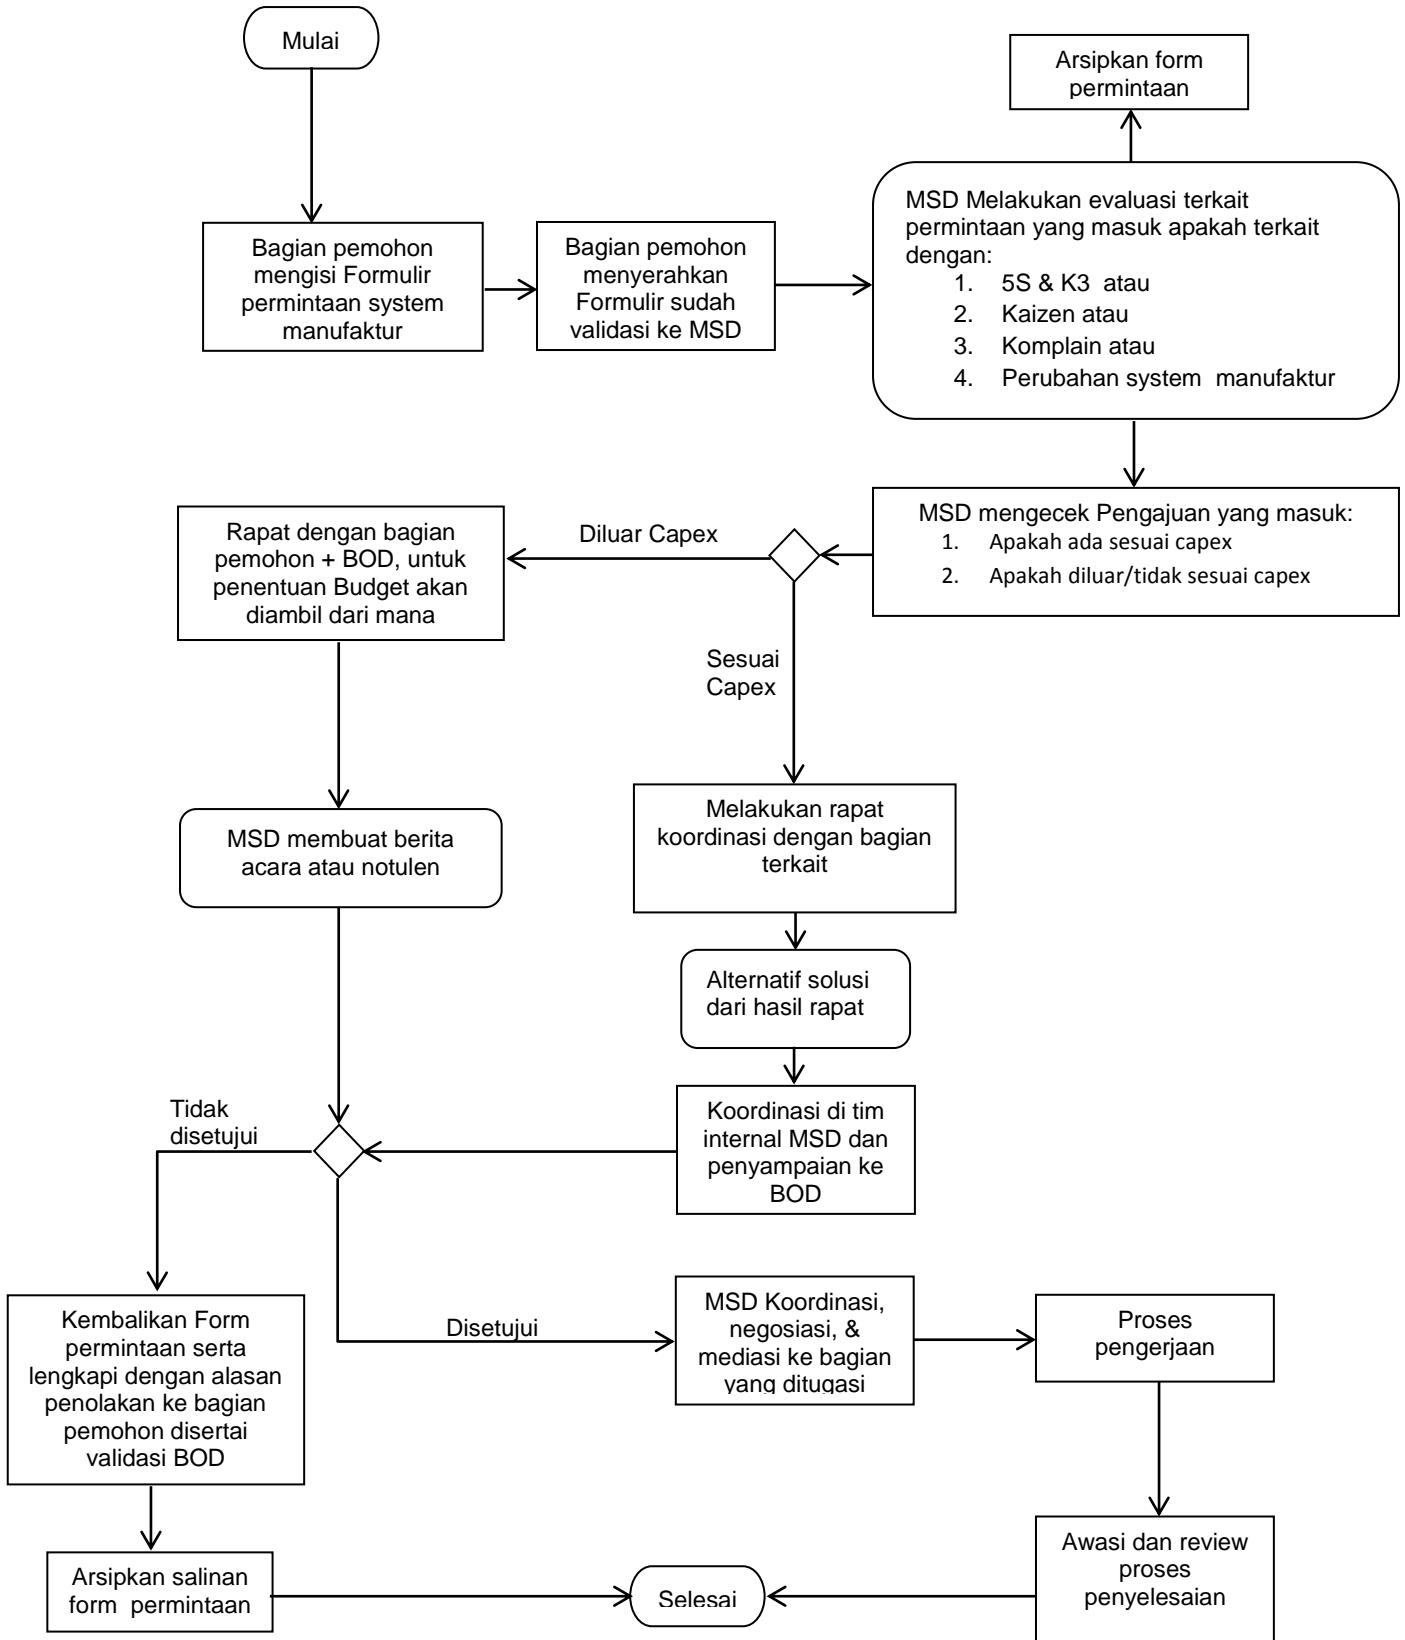 Mulai
Arsipkan form
permintaan
Bagian pemohon
mengisi Formulir
permintaan system
manufaktur
Bagian pemohon
menyerahkan
Formulir sudah
validasi ke MSD
MSD Melakukan evaluasi terkait
permintaan yang masuk apakah terkait
dengan:
1. 5S & K3 atau
2. Kaizen atau
3. Komplain atau
4. Perubahan system manufaktur
MSD mengecek Pengajuan yang masuk:
1. Apakah ada sesuai capex
2. Apakah diluar/tidak sesuai capex
Diluar Capex
Rapat dengan bagian
pemohon + BOD, untuk
penentuan Budget akan
diambil dari mana
Sesuai
Capex
MSD membuat berita
acara atau notulen
Melakukan rapat
koordinasi dengan bagian
terkait
Alternatif solusi
dari hasil rapat
Koordinasi di tim
internal MSD dan
penyampaian ke
BOD
Tidak
disetujui
Disetujui
Kembalikan Form
permintaan serta
lengkapi dengan alasan
penolakan ke bagian
pemohon disertai
validasi BOD
MSD Koordinasi,
negosiasi, &
mediasi ke bagian
yang ditugasi
Proses
pengerjaan
Arsipkan salinan
form permintaan
Selesai
Awasi dan review
proses
penyelesaian